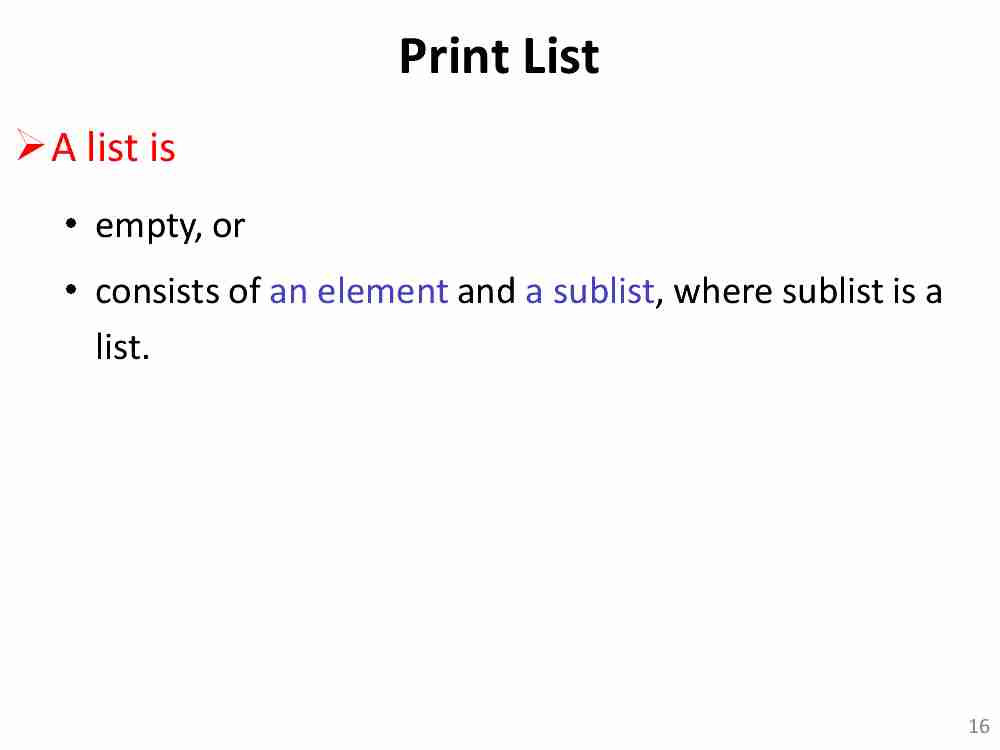 Print List
➢A list is
• empty, or
• consists of an element and a sublist, where sublist is a
list.
16